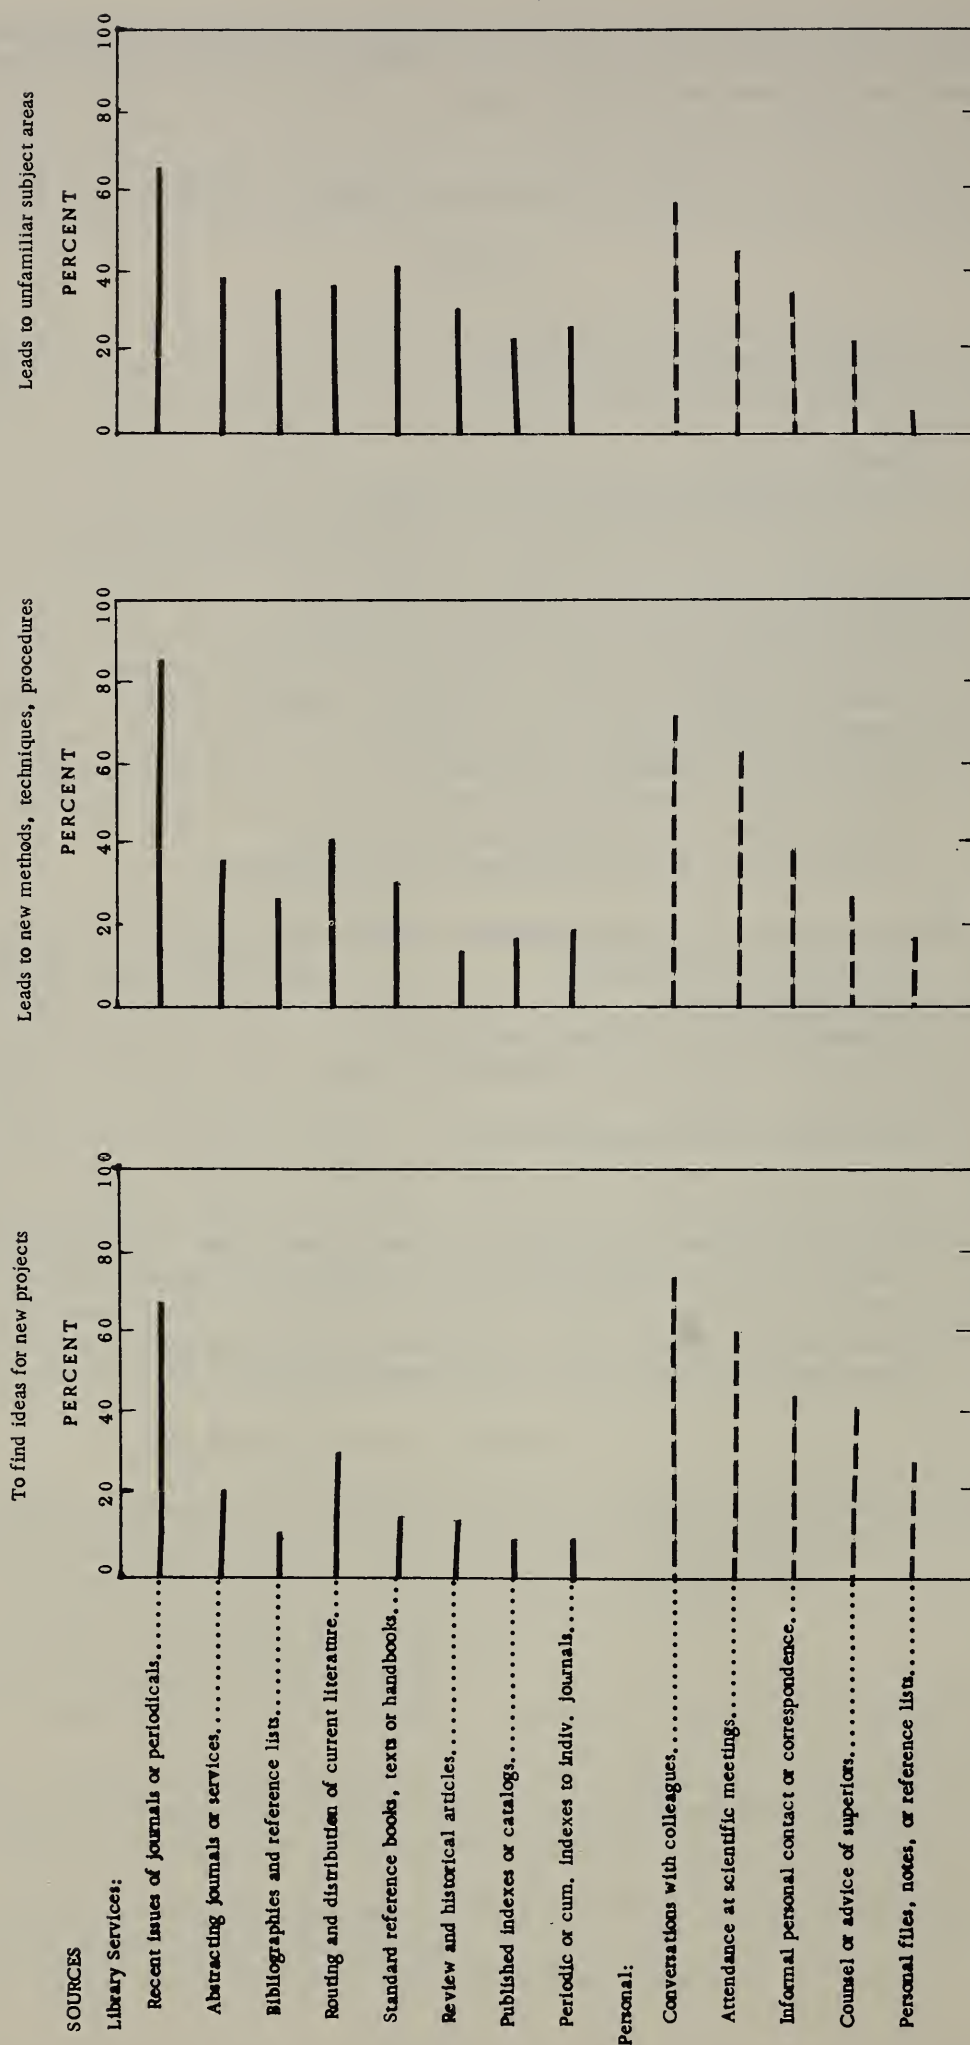 To find ideas for new projects
Leads to new methods, techniques, procedures
Leads to unfamiliar subject areas
PERCENT
PERCENT
PERCENT
SOURCES
0 20 40 60 80 100
0 20 40 60 80 100
0 20 40 60 80 100
Library Services:
Recent issues of journals or periodicals.......
Abstracting journals or services..............
Bibliographies and reference lists.............
Routing and distribution of current literature....
Standard reference books, texts or handbooks...
Review and historical articles................
Published indexes or catalogs................
Periodic or cum. indexes to indiv. journals.....
Personal:
Conversations with colleagues................
Attendance at scientific meetings.............
Informal personal contact or correspondence....
Counsel or advice of superiors................
Personal files, notes, or reference lists.........